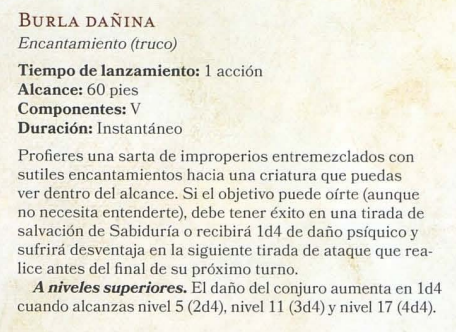 BURLA DAÑINA
Encantamiento (truco)
Tiempo de lanzamiento: 1 acción
Alcance: 60 pies
Componentes: V
Duración: Instantáneo
Profieres una sarta de improperios entremezclados con
sutiles encantamientos hacia una criatura que puedas
ver dentro del alcance. Si el objetivo puede oírte (aunque
no necesita entenderte), debe tener éxito en una tirada de
salvación de Sabiduría o recibirá 1d4 de daño psíquico y
sufrirá desventaja en la siguiente tirada de ataque que rea-
lice antes del final de su próximo turno.
A niveles superiores. El daño del conjuro aumenta en 1d4
cuando alcanzas nivel 5 (2d4), nivel 11 (3d4) y nivel 17 (4d4).